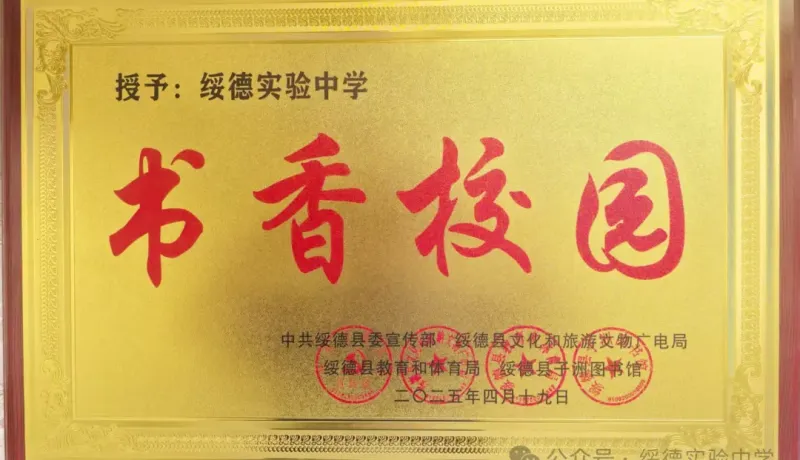 授予：绥德实验中学
书香校园
中共绥德县委宣传部 绥德县文化和旅游文物广电局
绥德县教育和体育局 绥德县子洲图书馆
二〇二五年四月十九日
公众号·绥德实验中学